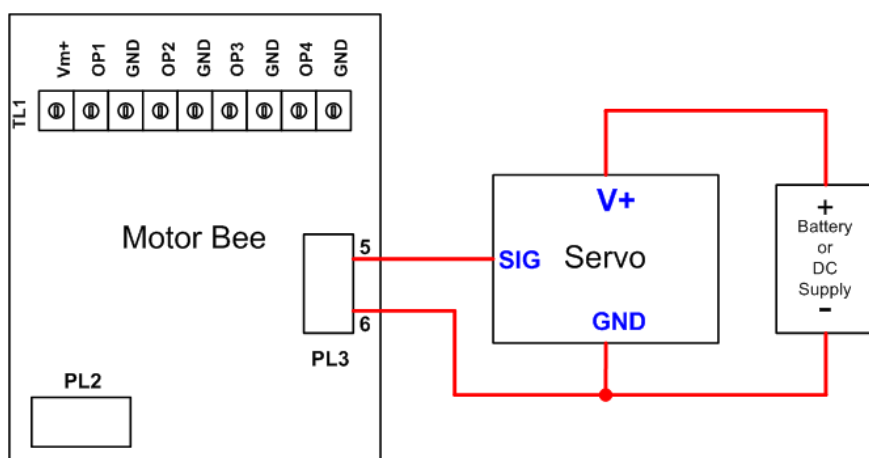 Vm+ OP1 GND OP2 GND OP3 GND OP4 GND
TL1
Motor Bee
5
6
PL3
PL2
V+
SIG Servo
GND
+
Battery
or
DC
Supply
-